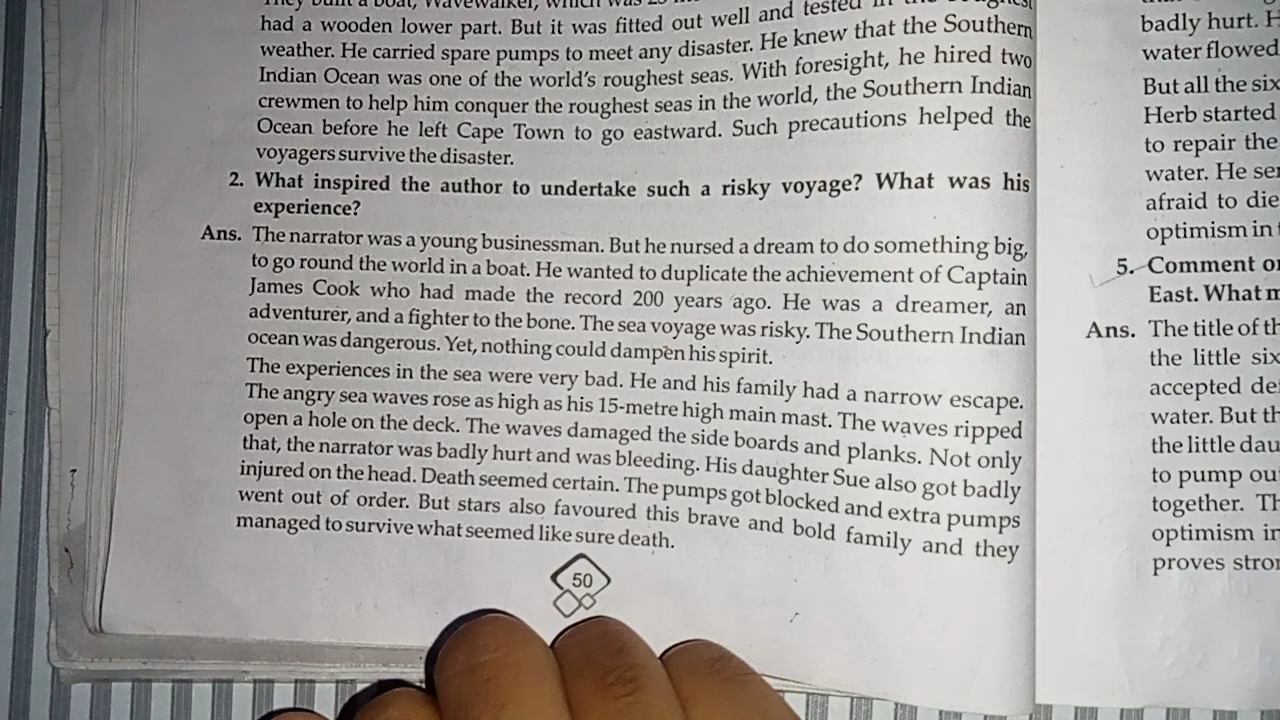 They built a boat, Wavewalker, which was 23
had a wooden lower part. But it was fitted out well and tested in the roughest
weather. He carried spare pumps to meet any disaster. He knew that the Southern
Indian Ocean was one of the world's roughest seas. With foresight, he hired two
crewmen to help him conquer the roughest seas in the world, the Southern Indian
Ocean before he left Cape Town to go eastward. Such precautions helped the
voyagers survive the disaster.
2. What inspired the author to undertake such a risky voyage? What was his
experience?
Ans. The narrator was a young businessman. But he nursed a dream to do something big,
to go round the world in a boat. He wanted to duplicate the achievement of Captain
James Cook who had made the record 200 years ago. He was a dreamer, an
adventurer, and a fighter to the bone. The sea voyage was risky. The Southern Indian
ocean was dangerous. Yet, nothing could dampen his spirit.
The experiences in the sea were very bad. He and his family had a narrow escape.
The angry sea waves rose as high as his 15-metre high main mast. The waves ripped
open a hole on the deck. The waves damaged the side boards and planks. Not only
that, the narrator was badly hurt and was bleeding. His daughter Sue also got badly
injured on the head. Death seemed certain. The pumps got blocked and extra pumps
went out of order. But stars also favoured this brave and bold family and they
managed to survive what seemed like sure death.
50
badly hurt. H
water flowed
But all the six
Herb started
to repair the
water. He
afraid to die
optimism in
5. Comment
East. What
Ans. The title of
the little six
accepted
water. But
the little
to pump
together.
optimism
proves